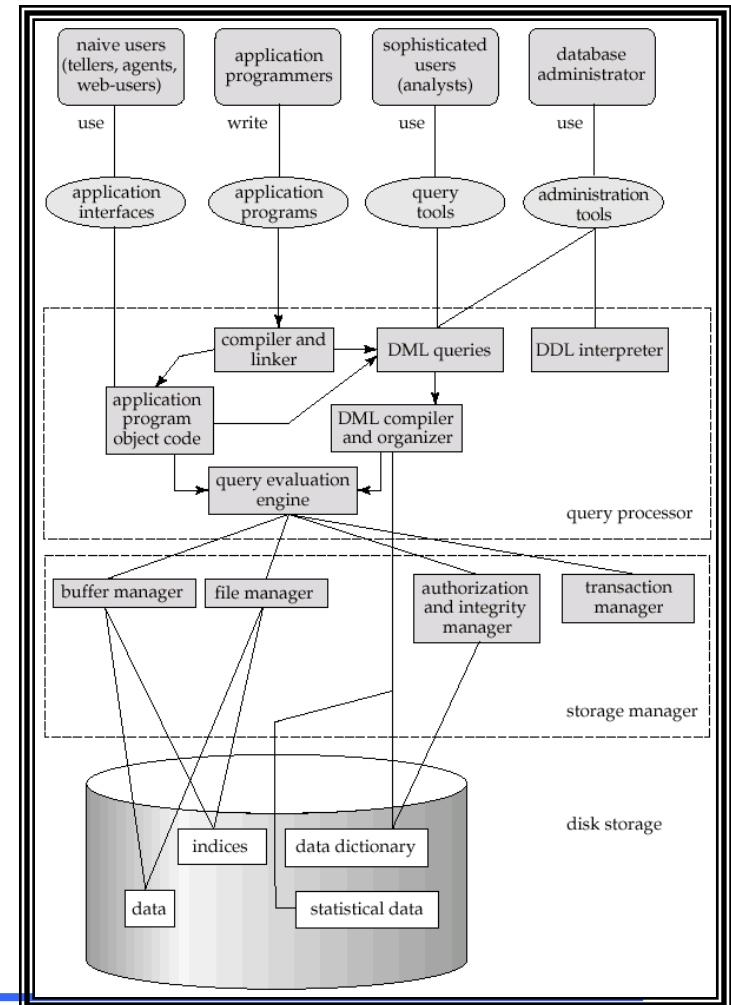 naive users
(tellers, agents,
web-users)
application
programmers
sophisticated
users
(analysts)
database
administrator
use
write
use
use
application
interfaces
application
programs
query
tools
administration
tools
compiler and
linker
DML queries
DDL interpreter
application
program
object code
DML compiler
and organizer
query evaluation
engine
query processor
buffer manager
file manager
authorization
and integrity
manager
transaction
manager
storage manager
disk storage
indices
data dictionary
data
statistical data